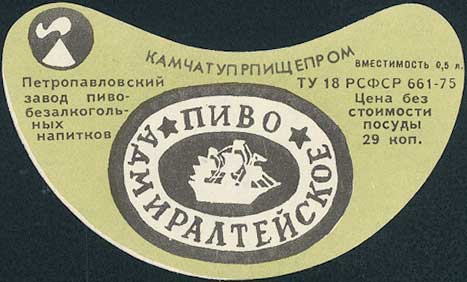 КАМЧАТУПРПИЩЕПРОМ
Петропавловский
завод пиво-
безалкоголь-
ных
напитков
ВМЕСТИМОСТЬ 0,5 л.
ТУ 18 РСФСР 661-75
Цена без
стоимости
посуды
29 коп.
★ ПИВО ★
АДМИРАЛТЕЙСКОЕ